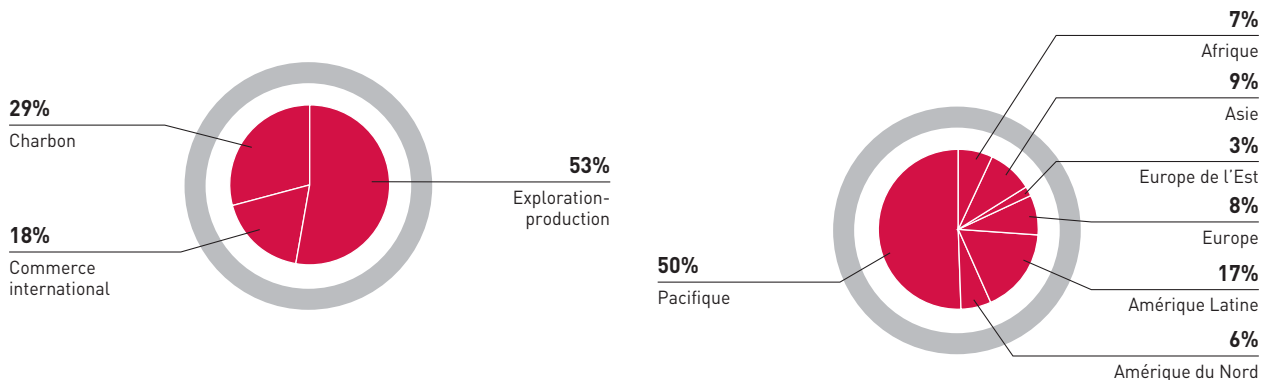 29%
Charbon
18%
Commerce
international
53%
Exploration-
production
7%
Afrique
9%
Asie
3%
Europe de l’Est
8%
Europe
50%
Pacifique
17%
Amérique Latine
6%
Amérique du Nord